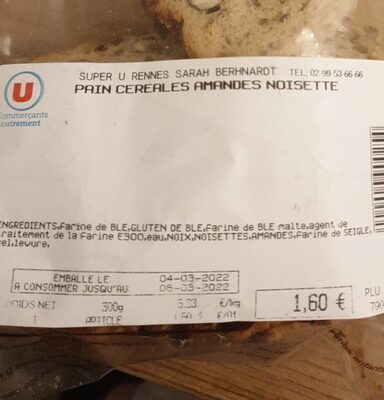 U
Commerçants
autrement
SUPER U RENNES SARAH BERHNARDT TEL:02-99-53-66-66
PAIN CEREALES AMANDES NOISETTE
INGREDIENTS,Farine de BLE,GLUTEN DE BLE,Farine de BLE malte,agent de
traitement de la farine E300,eau,NOIX,NOISETTES,AMANDES,Farine de SEIGLE,
sel,levure,
EMBALLE LE 04-03-2022
A CONSOMMER JUSQU'AU 06-03-2022
POIDS NET 300g 5,33 €/kg
1 ARTICLE
1,60 €
PLU